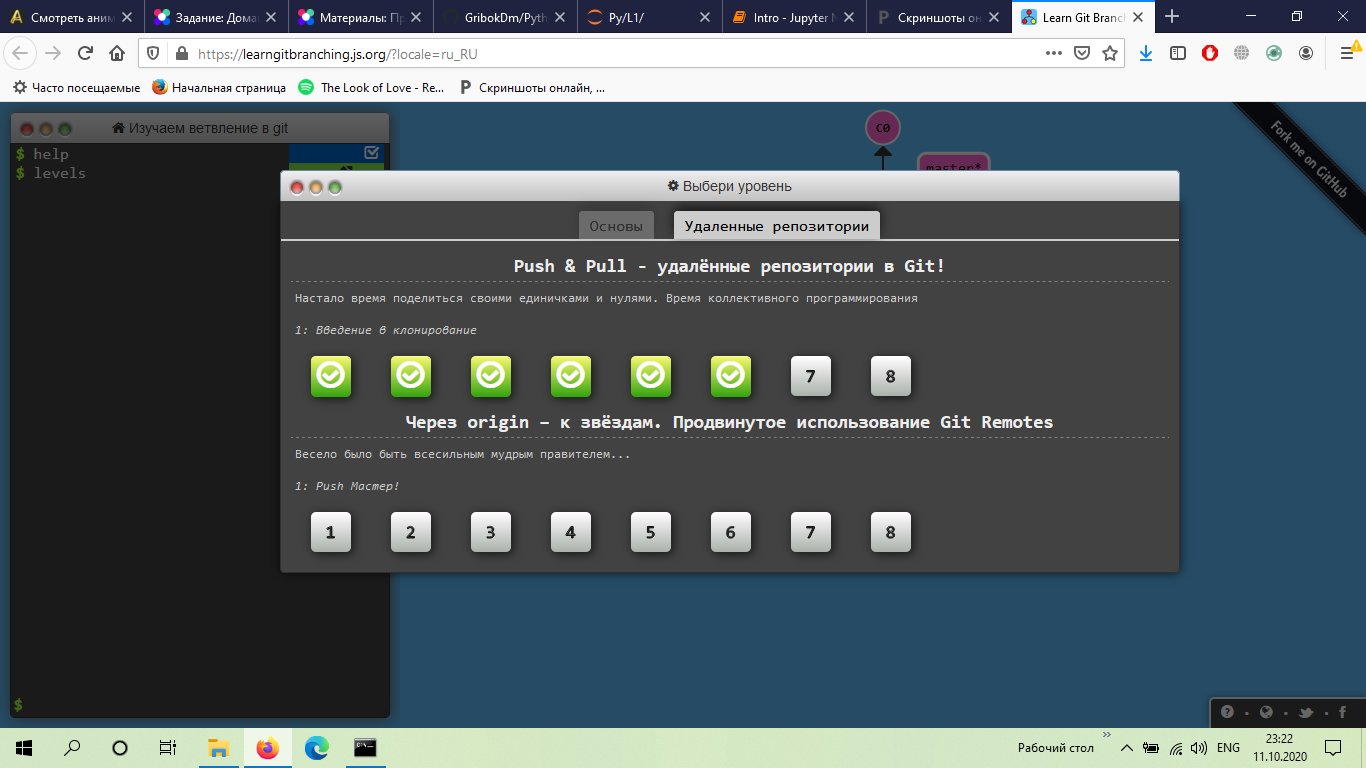 Смотреть аним
Задание: Дома
Материалы: Пр
GribokDm/Pyth
Py/L1/
Intro - Jupyter N
Скриншоты он
Learn Git Branch
https://learngitbranching.js.org/?locale=ru_RU
Часто посещаемые
Начальная страница
The Look of Love - Re...
Скриншоты онлайн, ...
Изучаем ветвление в git
$ help
$ levels
C0
master*
Fork me on GitHub
Выбери уровень
Основы
Удаленные репозитории
Push & Pull - удалённые репозитории в Git!
Настало время поделиться своими единичками и нулями. Время коллективного программирования
1: Введение в клонирование
7 8
Через origin – к звёздам. Продвинутое использование Git Remotes
Весело было быть всесильным мудрым правителем...
1: Push Мастер!
1 2 3 4 5 6 7 8
$
Рабочий стол
ENG
23:22
11.10.2020